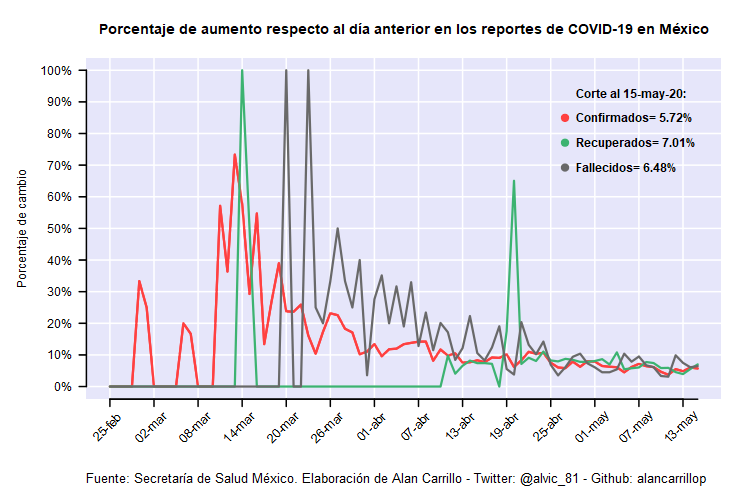 Porcentaje de aumento respecto al día anterior en los reportes de COVID-19 en México
Porcentaje de cambio
100%
90%
80%
70%
60%
50%
40%
30%
20%
10%
0%
Corte al 15-may-20:
Confirmados= 5.72%
Recuperados= 7.01%
Fallecidos= 6.48%
25-feb
02-mar
08-mar
14-mar
20-mar
26-mar
01-abr
07-abr
13-abr
19-abr
25-abr
01-may
07-may
13-may
Fuente: Secretaría de Salud México. Elaboración de Alan Carrillo - Twitter: @alvic_81 - Github: alancarrillop